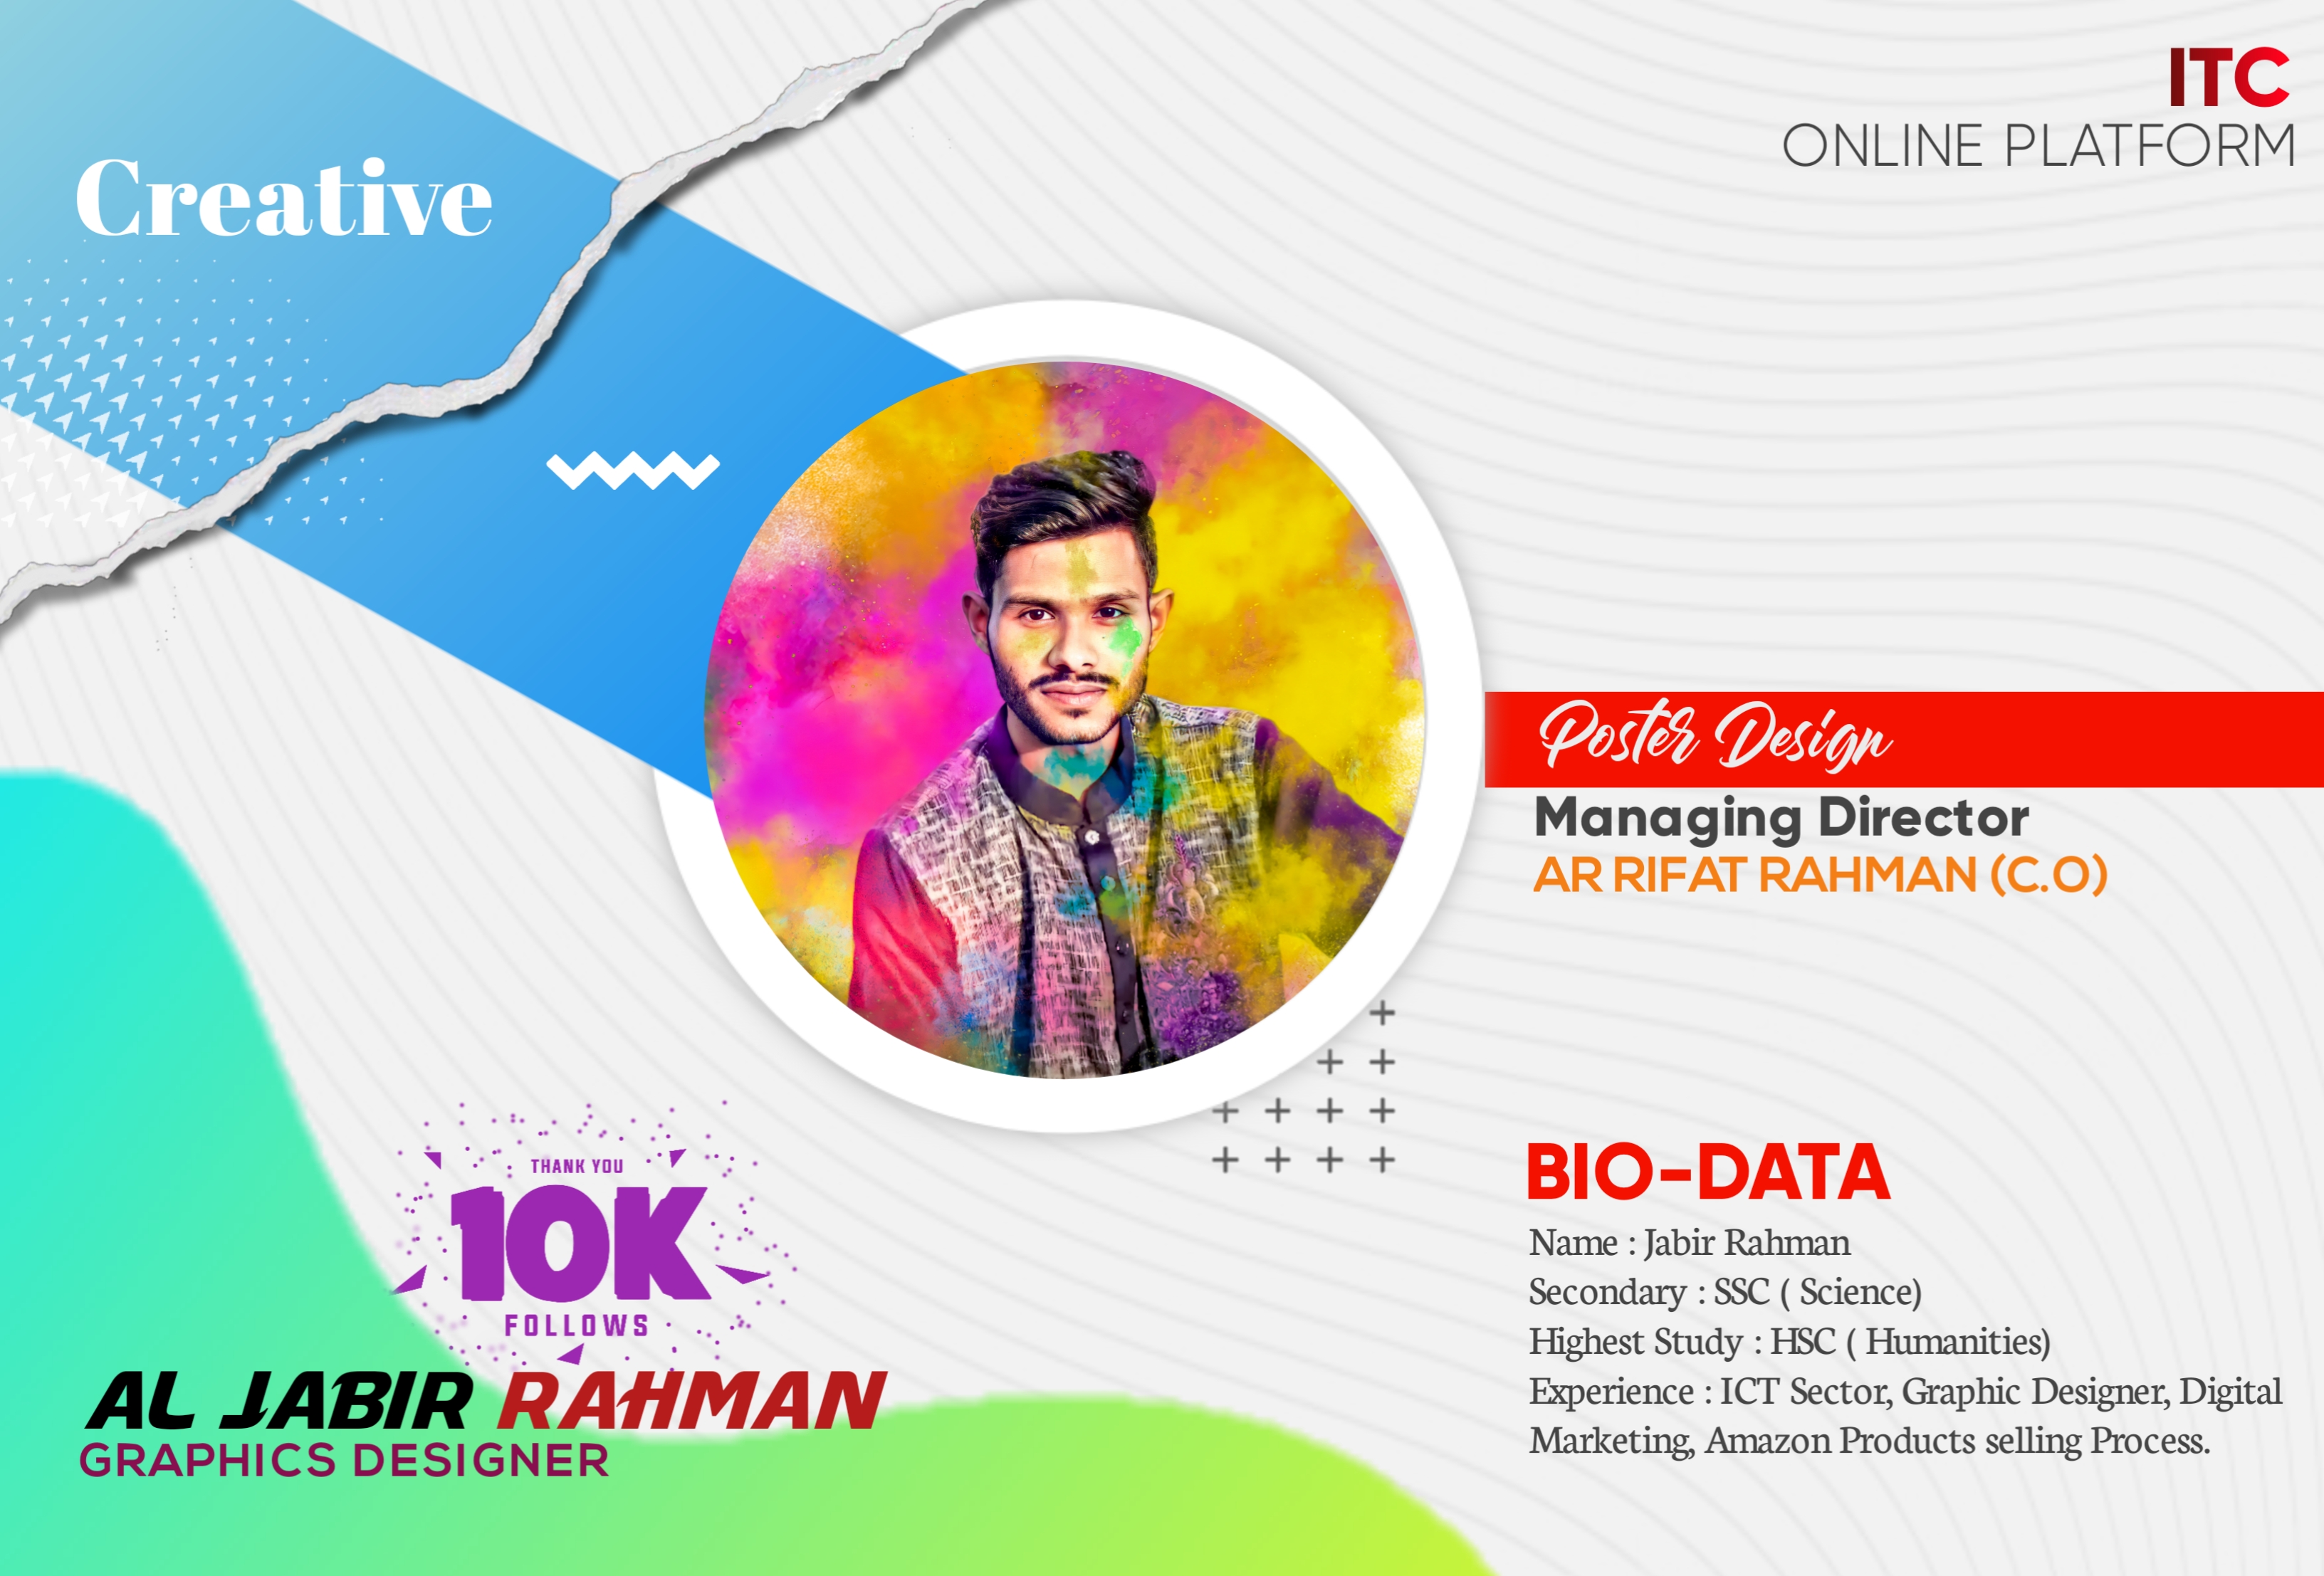 Creative
ITC
ONLINE PLATFORM
Poster Design
Managing Director
AR RIFAT RAHMAN (C.O)
THANK YOU
10K
FOLLOWS
AL JABIR RAHMAN
GRAPHICS DESIGNER
BIO-DATA
Name : Jabir Rahman
Secondary : SSC ( Science)
Highest Study : HSC ( Humanities)
Experience : ICT Sector, Graphic Designer, Digital
Marketing, Amazon Products selling Process.